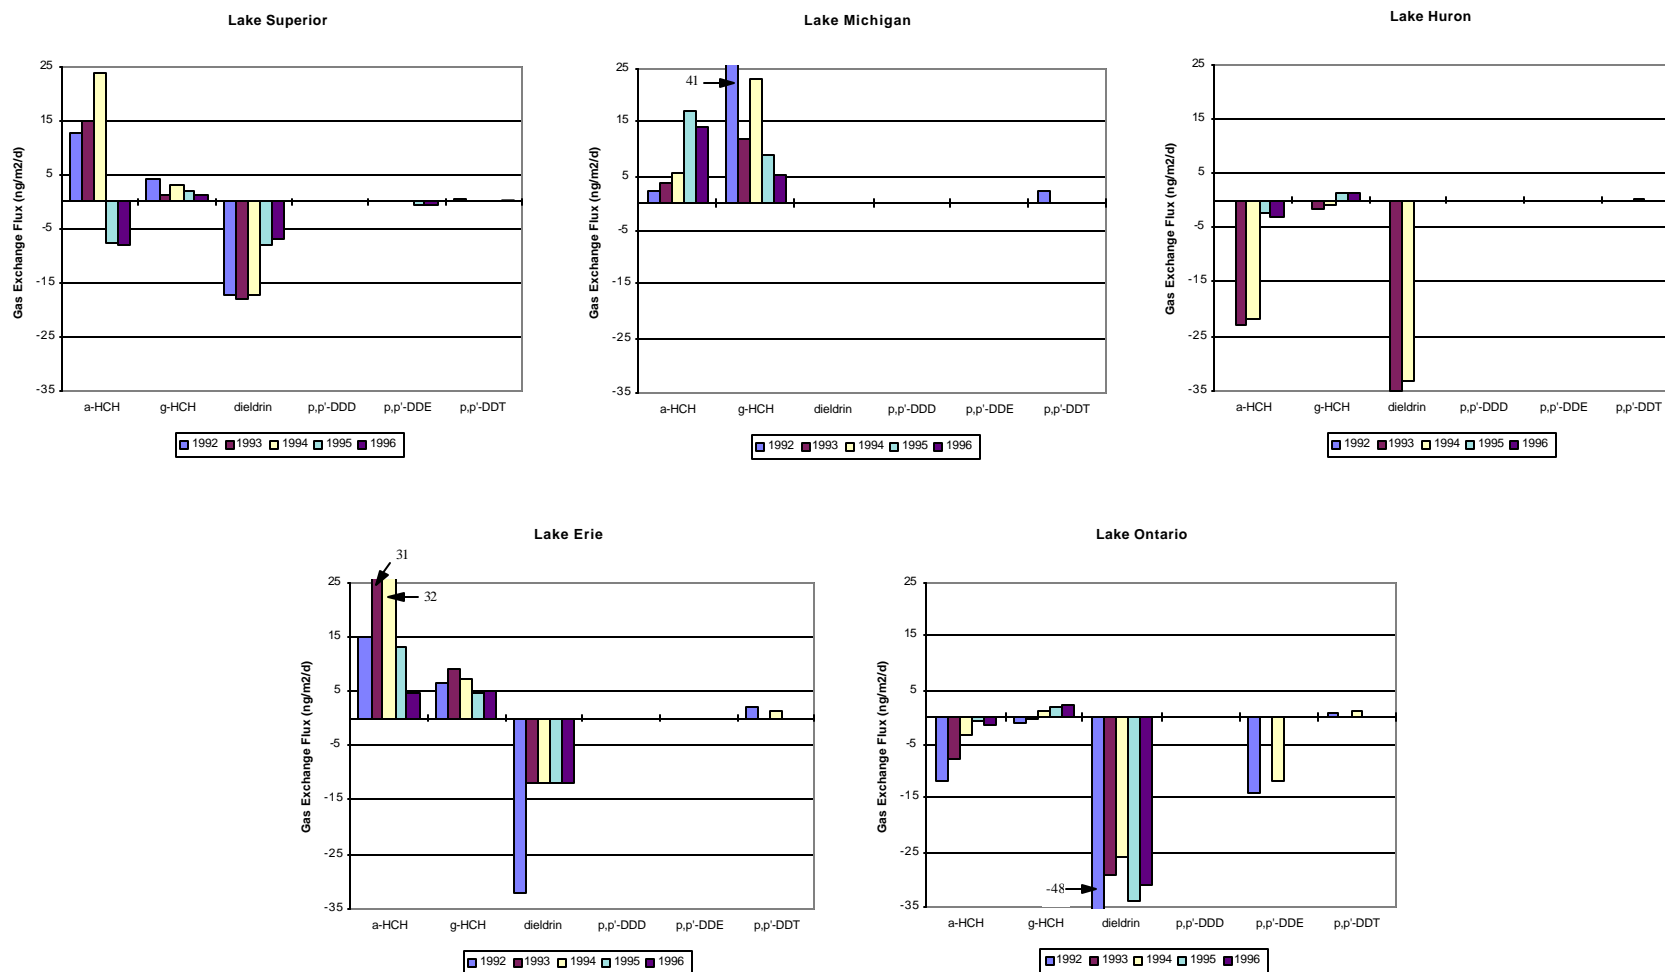 Lake Superior
Gas Exchange Flux (ng/m2/d)
25
15
5
-5
-15
-25
-35
a-HCH g-HCH dieldrin p,p'-DDD p,p'-DDE p,p'-DDT
1992 1993 1994 1995 1996
Lake Michigan
Gas Exchange Flux (ng/m2/d)
25
41
15
5
-5
-15
-25
-35
a-HCH g-HCH dieldrin p,p'-DDD p,p'-DDE p,p'-DDT
1992 1993 1994 1995 1996
Lake Huron
Gas Exchange Flux (ng/m2/d)
25
15
5
-5
-15
-25
-35
a-HCH g-HCH dieldrin p,p'-DDD p,p'-DDE p,p'-DDT
1992 1993 1994 1995 1996
Lake Erie
Gas Exchange Flux (ng/m2/d)
31
25
32
15
5
-5
-15
-25
-35
a-HCH g-HCH dieldrin p,p'-DDD p,p'-DDE p,p'-DDT
1992 1993 1994 1995 1996
Lake Ontario
Gas Exchange Flux (ng/m2/d)
25
15
5
-5
-15
-25
-48
-35
a-HCH g-HCH dieldrin p,p'-DDD p,p'-DDE p,p'-DDT
1992 1993 1994 1995 1996